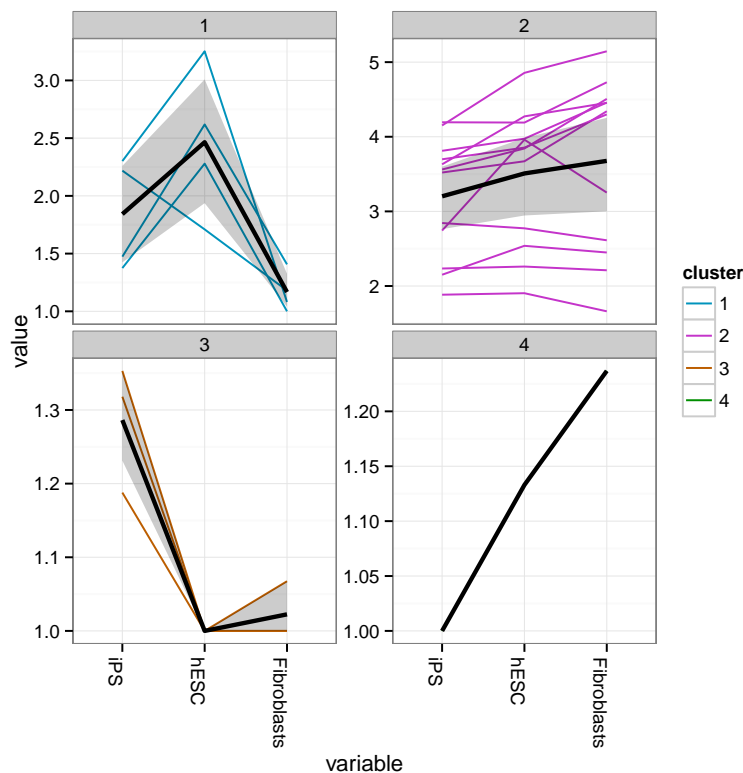 1
2
3.0
2.5
2.0
1.5
1.0
5
4
3
2
value
cluster
1
2
3
4
3
4
1.3
1.2
1.1
1.0
1.20
1.15
1.10
1.05
1.00
iPS
hESC
Fibroblasts
iPS
hESC
Fibroblasts
variable